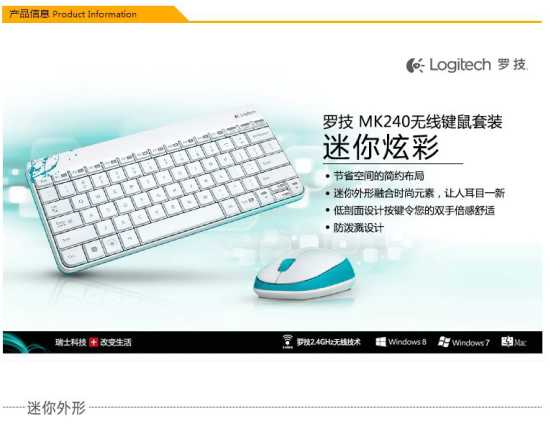 产品信息 Product Information
Logitech 罗技
Logitech
罗技 MK240无线键鼠套装
迷你炫彩
• 节省空间的简约布局
• 迷你外形融合时尚元素，让人耳目一新
• 低剖面设计按键令您的双手倍感舒适
• 防泼溅设计
瑞士科技 + 改变生活 罗技2.4GHz无线技术 Windows 8 Windows 7 Mac
迷你外形